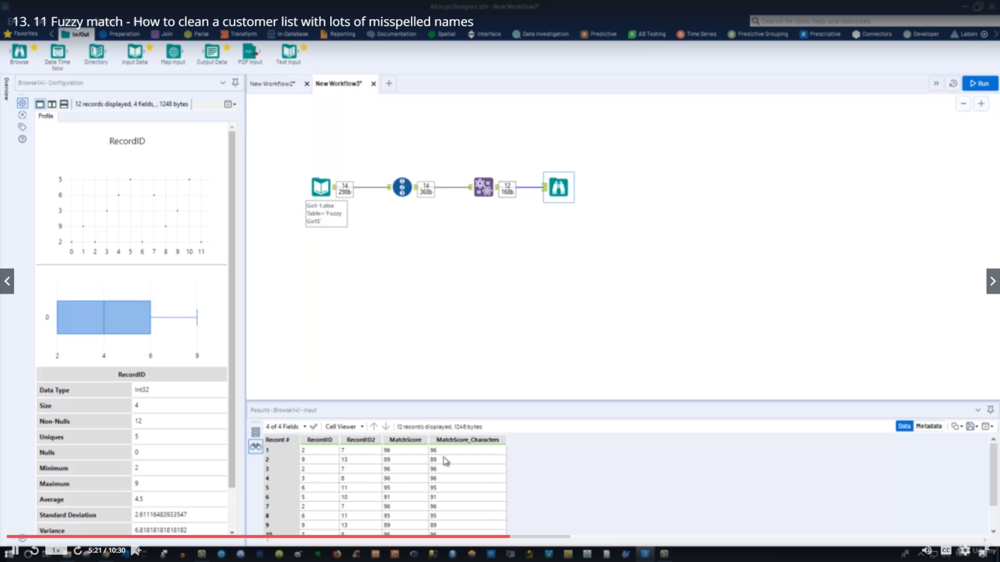 Alteryx Designer x64 - New Workflow3*
13. 11 Fuzzy match - How to clean a customer list with lots of misspelled names
Search for tools, help, and resources
Favorites In/Out Preparation Join Parse Transform In-Database Reporting Documentation Spatial Interface Data Investigation Predictive AB Testing Time Series Predictive Grouping Prescriptive Connectors Developer Labora
Browse Date Time Now Directory Input Data Map Input Output Data PDF Input Text Input
Overview
Browse (4) - Configuration
New Workflow2* New Workflow3* Run
12 records displayed, 4 fields, , 1248 bytes
Profile
RecordID
5
6
3
9
2
0 1 2 3 4 5 6 7 8 9 10 11
0
2 4 6 9
RecordID
Data Type Int32
Size 4
Non-Nulls 12
Uniques 5
Nulls 0
Minimum 2
Maximum 9
Average 4.5
Standard Deviation 2.61116483933547
Variance 6.81818181818182
14
298b
14
368b
12
168b
Got-1.xlsx
Table='Fuzzy
Got$'
Results - Browse (4) - Input
4 of 4 Fields Cell Viewer 12 records displayed, 1248 bytes Data Metadata
Record # RecordID RecordID2 MatchScore MatchScore_Characters
1 2 7 96 96
2 9 13 89 89
3 2 7 96 96
4 3 8 96 96
5 6 11 95 95
6 5 10 91 91
7 2 7 96 96
8 6 11 95 95
9 9 13 89 89
10 3 8 96 96
1x 5:21 / 10:30 CC